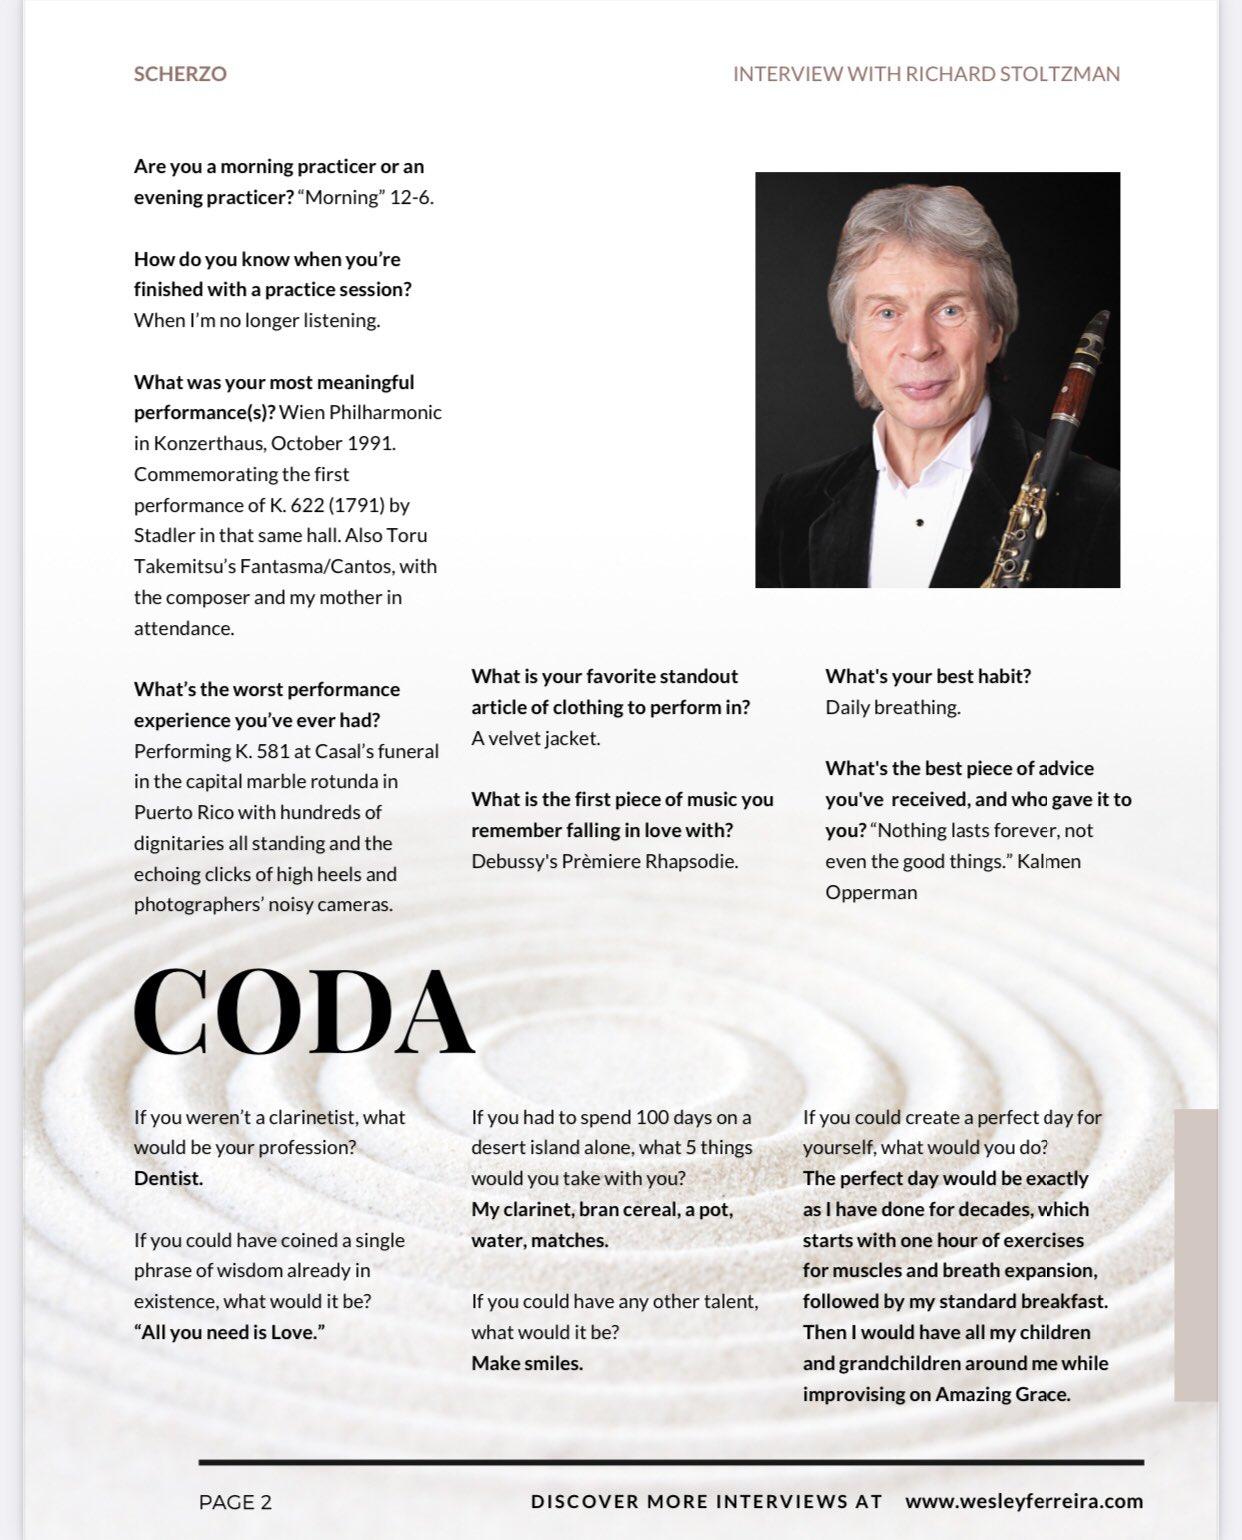 SCHERZO
INTERVIEW WITH RICHARD STOLTZMAN
Are you a morning practicer or an
evening practicer? “Morning” 12-6.
How do you know when you’re
finished with a practice session?
When I’m no longer listening.
What was your most meaningful
performance(s)? Wien Philharmonic
in Konzerthaus, October 1991.
Commemorating the first
performance of K. 622 (1791) by
Stadler in that same hall. Also Toru
Takemitsu’s Fantasma/Cantos, with
the composer and my mother in
attendance.
What’s the worst performance
experience you’ve ever had?
Performing K. 581 at Casal’s funeral
in the capital marble rotunda in
Puerto Rico with hundreds of
dignitaries all standing and the
echoing clicks of high heels and
photographers’ noisy cameras.
What is your favorite standout
article of clothing to perform in?
A velvet jacket.
What is the first piece of music you
remember falling in love with?
Debussy's Prèmiere Rhapsodie.
What's your best habit?
Daily breathing.
What's the best piece of advice
you've received, and who gave it to
you? “Nothing lasts forever, not
even the good things.” Kalmen
Opperman
CODA
If you weren’t a clarinetist, what
would be your profession?
Dentist.
If you could have coined a single
phrase of wisdom already in
existence, what would it be?
“All you need is Love.”
If you had to spend 100 days on a
desert island alone, what 5 things
would you take with you?
My clarinet, bran cereal, a pot,
water, matches.
If you could have any other talent,
what would it be?
Make smiles.
If you could create a perfect day for
yourself, what would you do?
The perfect day would be exactly
as I have done for decades, which
starts with one hour of exercises
for muscles and breath expansion,
followed by my standard breakfast.
Then I would have all my children
and grandchildren around me while
improvising on Amazing Grace.
PAGE 2
DISCOVER MORE INTERVIEWS AT www.wesleyferreira.com